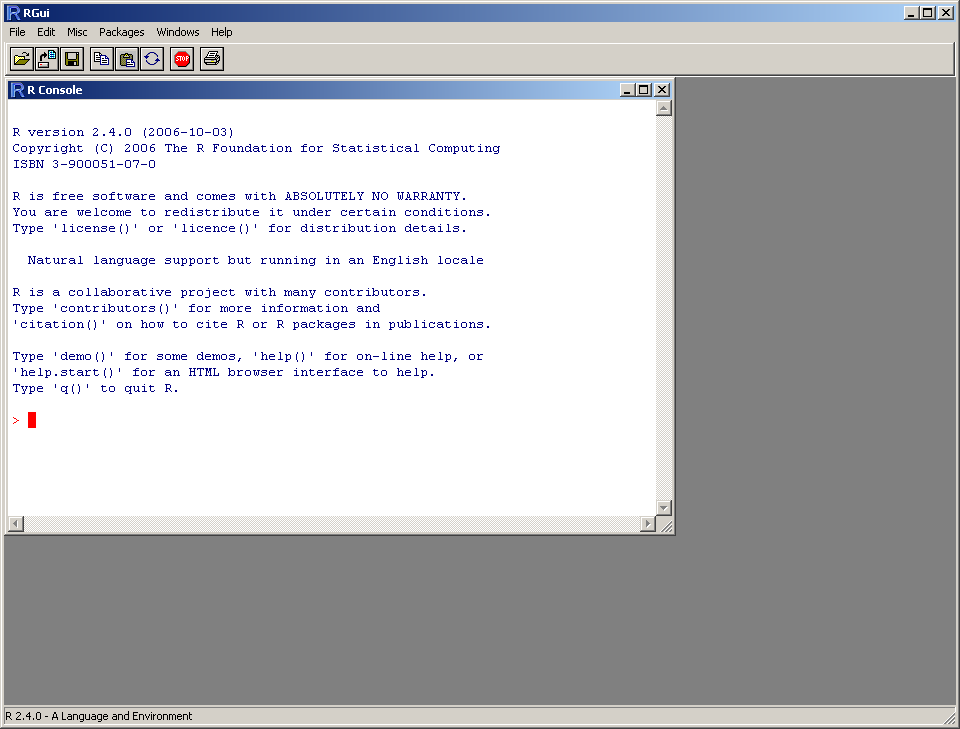 RGui
File Edit Misc Packages Windows Help
STOP
R Console
R version 2.4.0 (2006-10-03)
Copyright (C) 2006 The R Foundation for Statistical Computing
ISBN 3-900051-07-0
R is free software and comes with ABSOLUTELY NO WARRANTY.
You are welcome to redistribute it under certain conditions.
Type 'license()' or 'licence()' for distribution details.
Natural language support but running in an English locale
R is a collaborative project with many contributors.
Type 'contributors()' for more information and
'citation()' on how to cite R or R packages in publications.
Type 'demo()' for some demos, 'help()' for on-line help, or
'help.start()' for an HTML browser interface to help.
Type 'q()' to quit R.
>
R 2.4.0 - A Language and Environment